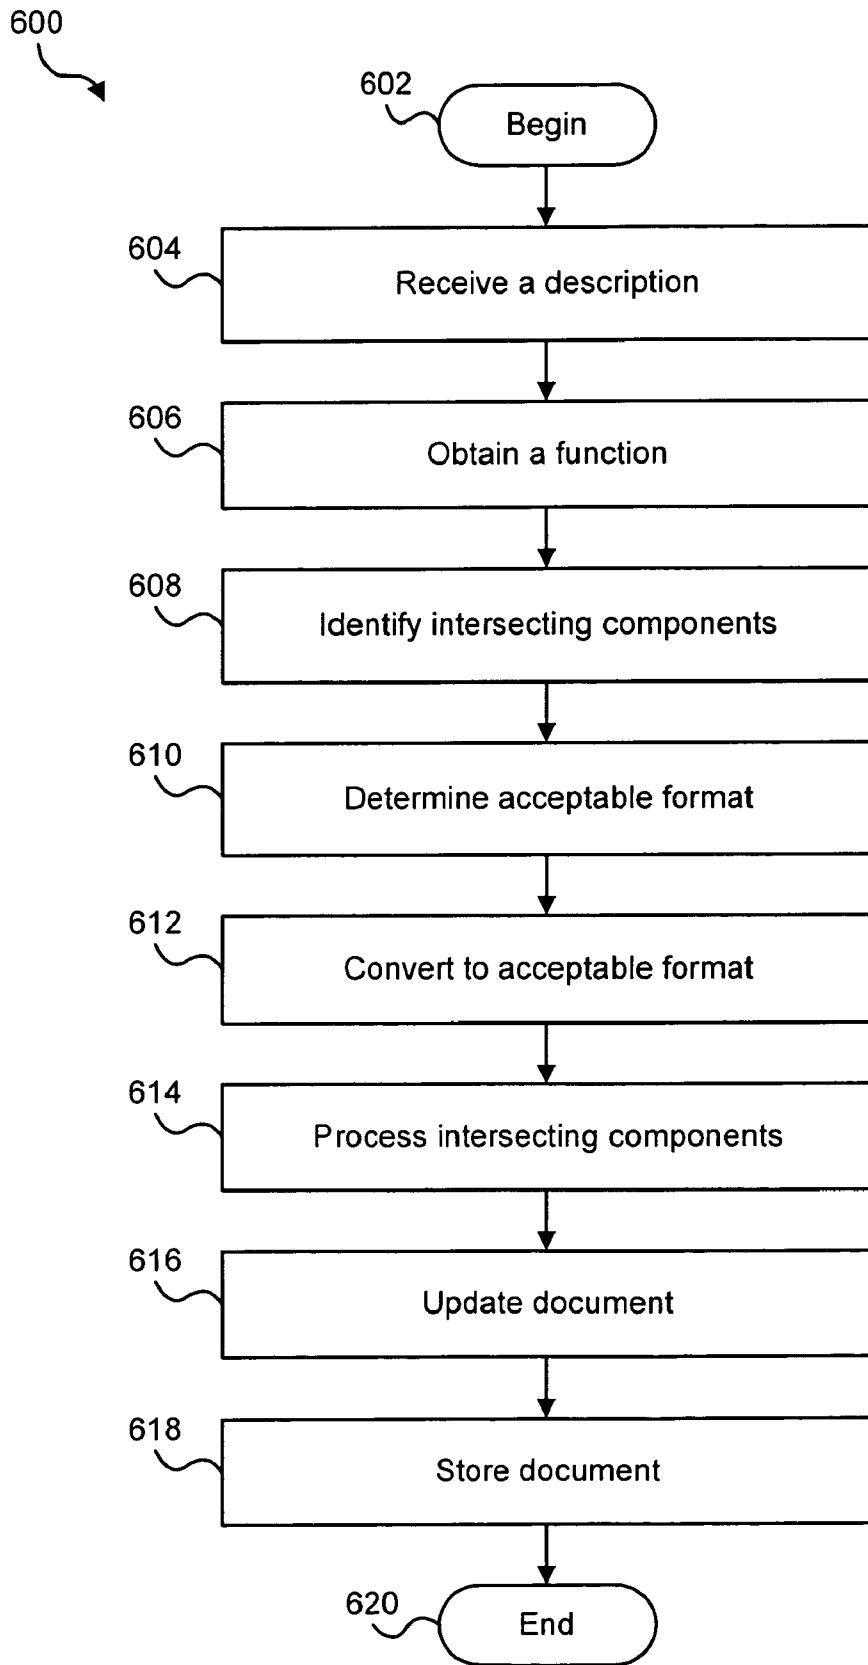 600
602
Begin
604
Receive a description
606
Obtain a function
608
Identify intersecting components
610
Determine acceptable format
612
Convert to acceptable format
614
Process intersecting components
616
Update document
618
Store document
620
End